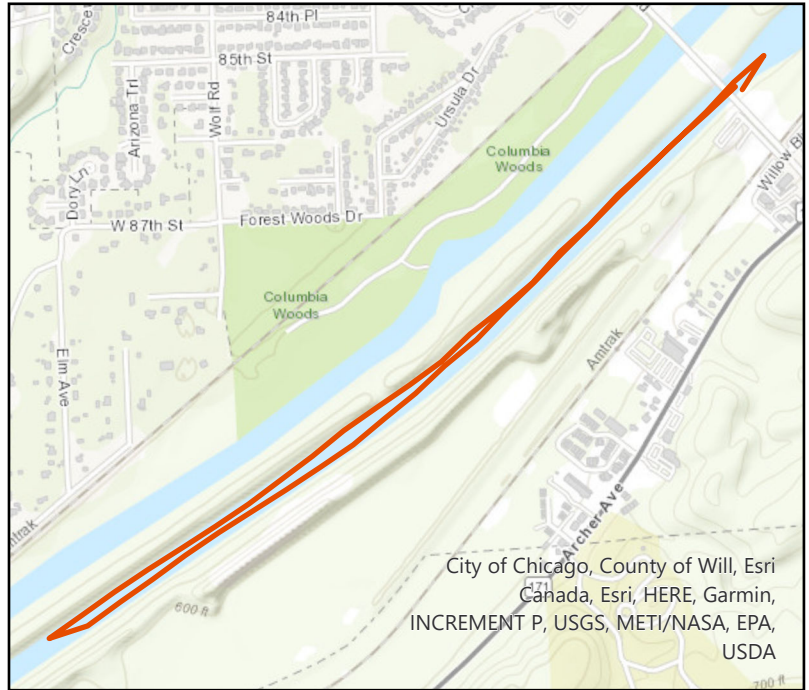 84th Pl
85th St
Arizona Trl
Wolf Rd
Ursula Dr
Columbia
Woods
Dory Ln
W 87th St
Forest Woods Dr
Columbia
Woods
Elm Ave
Amtrak
Archer Ave
171
600 ft
700 ft
City of Chicago, County of Will, Esri
Canada, Esri, HERE, Garmin,
INCREMENT P, USGS, METI/NASA, EPA,
USDA